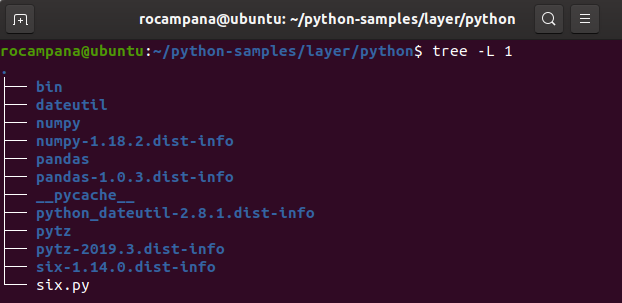 rocampana@ubuntu: ~/python-samples/layer/python
rocampana@ubuntu:~/python-samples/layer/python$ tree -L 1
.
├── bin
├── dateutil
├── numpy
├── numpy-1.18.2.dist-info
├── pandas
├── pandas-1.0.3.dist-info
├── __pycache__
├── python_dateutil-2.8.1.dist-info
├── pytz
├── pytz-2019.3.dist-info
├── six-1.14.0.dist-info
└── six.py